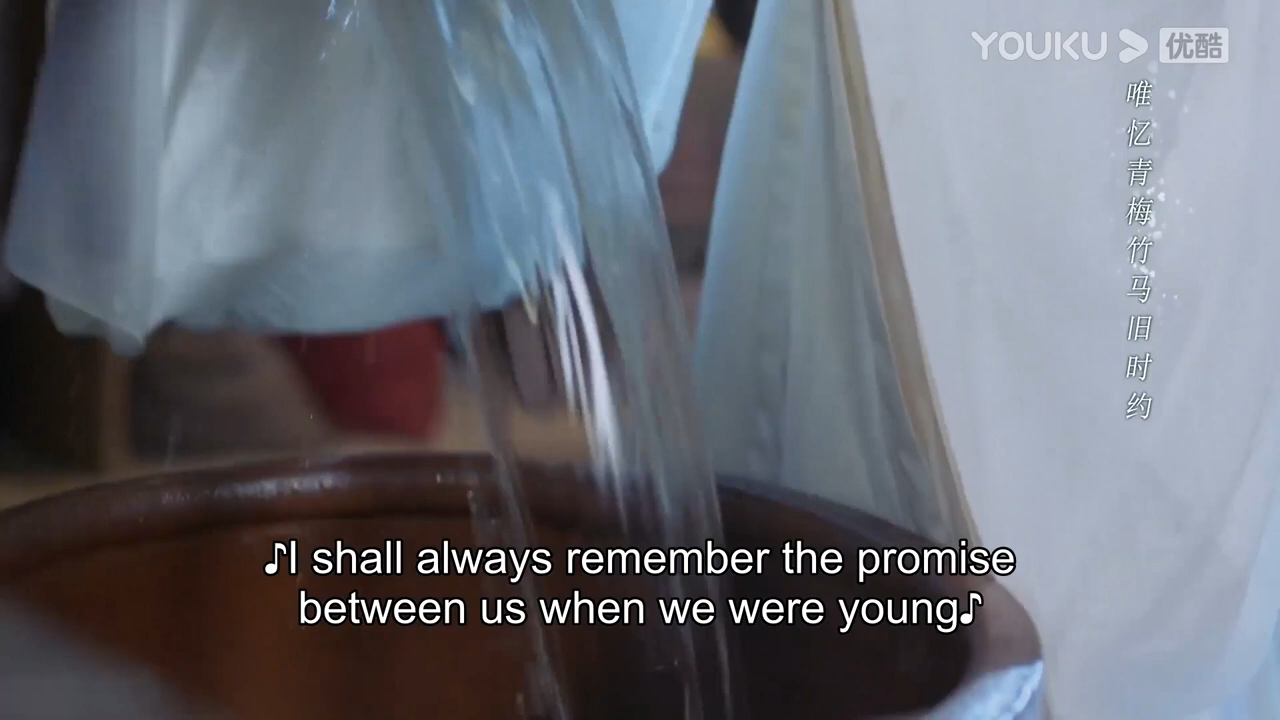 YOUKU 优酷
唯忆青梅竹马旧时约
♪I shall always remember the promise
between us when we were young♪